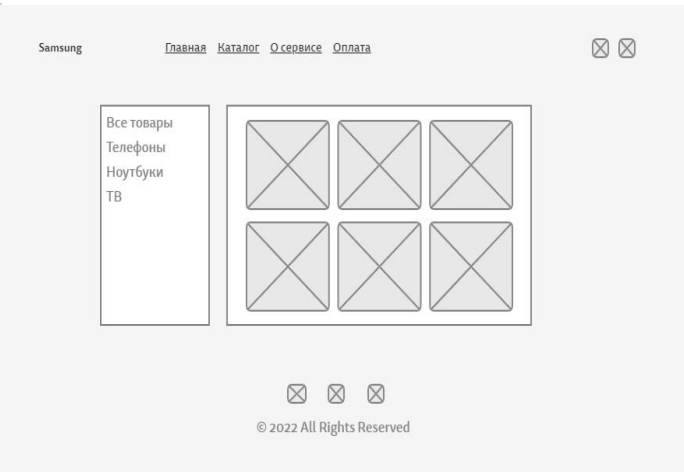 Samsung Главная Каталог О сервисе Оплата
Все товары
Телефоны
Ноутбуки
ТВ
© 2022 All Rights Reserved